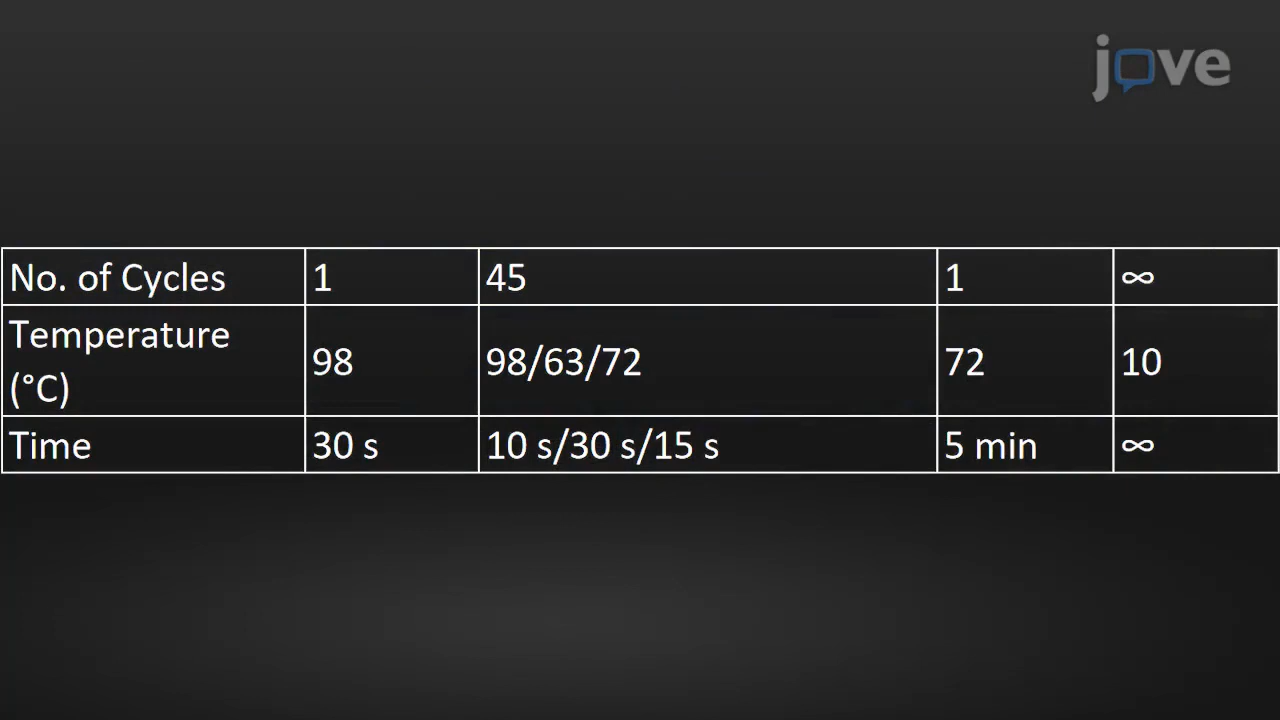 jove
No. of Cycles 1 45 1 ∞
Temperature
(°C) 98 98/63/72 72 10
Time 30 s 10 s/30 s/15 s 5 min ∞